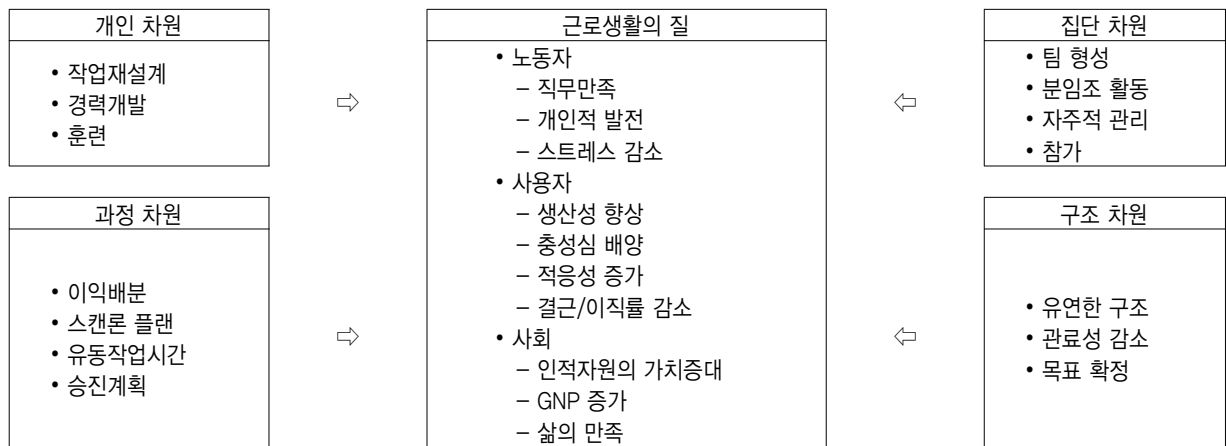 개인 차원
• 작업재설계
• 경력개발
• 훈련
과정 차원
• 이익배분
• 스캔론 플랜
• 유동작업시간
• 승진계획
⇨
⇨
근로생활의 질
• 노동자
– 직무만족
– 개인적 발전
– 스트레스 감소
• 사용자
– 생산성 향상
– 충성심 배양
– 적응성 증가
– 결근/이직률 감소
• 사회
– 인적자원의 가치증대
– GNP 증가
– 삶의 만족
⇦
⇦
집단 차원
• 팀 형성
• 분임조 활동
• 자주적 관리
• 참가
구조 차원
• 유연한 구조
• 관료성 감소
• 목표 확정